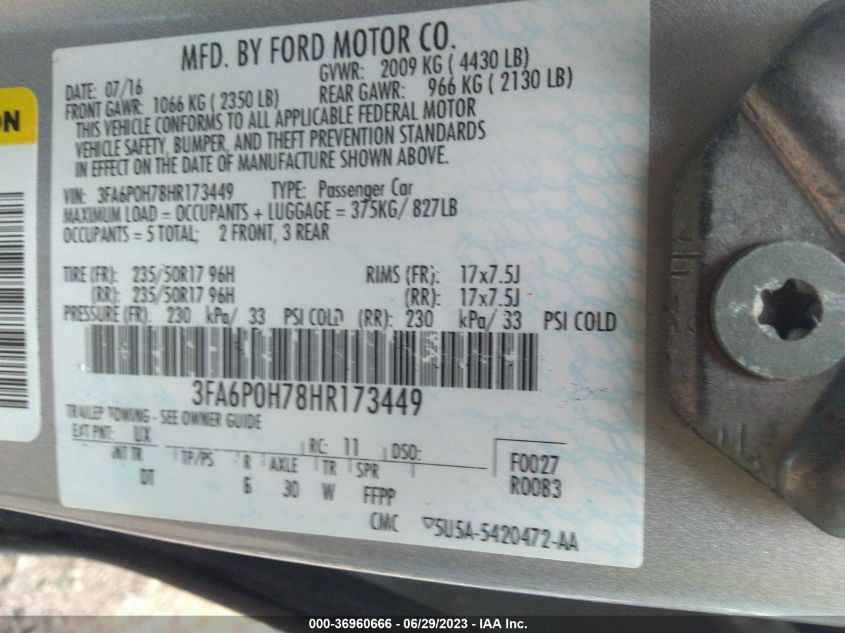 MFD. BY FORD MOTOR CO.
DATE: 07/16 GVWR: 2009 KG ( 4430 LB)
FRONT GAWR: 1066 KG ( 2350 LB) REAR GAWR: 966 KG ( 2130 LB)
THIS VEHICLE CONFORMS TO ALL APPLICABLE FEDERAL MOTOR
VEHICLE SAFETY, BUMPER, AND THEFT PREVENTION STANDARDS
IN EFFECT ON THE DATE OF MANUFACTURE SHOWN ABOVE.
VIN: 3FA6P0H78HR173449 TYPE: Passenger Car
MAXIMUM LOAD = OCCUPANTS + LUGGAGE = 375KG/ 827LB
OCCUPANTS = 5 TOTAL; 2 FRONT, 3 REAR
TIRE (FR): 235/50R17 96H RIMS (FR): 17x7.5J
(RR): 235/50R17 96H (RR): 17x7.5J
PRESSURE (FR): 230 kPa/ 33 PSI COLD (RR): 230 kPa/ 33 PSI COLD
3FA6P0H78HR173449
TRAILER TOWING - SEE OWNER GUIDE
EXT PNT: UX RC: 11 DSO: F0027
INT TR TP/PS R AXLE TR SPR R0083
DT 6 30 W FFPP
CMC 5U5A-5420472-AA
000-36960666 - 06/29/2023 - IAA Inc.